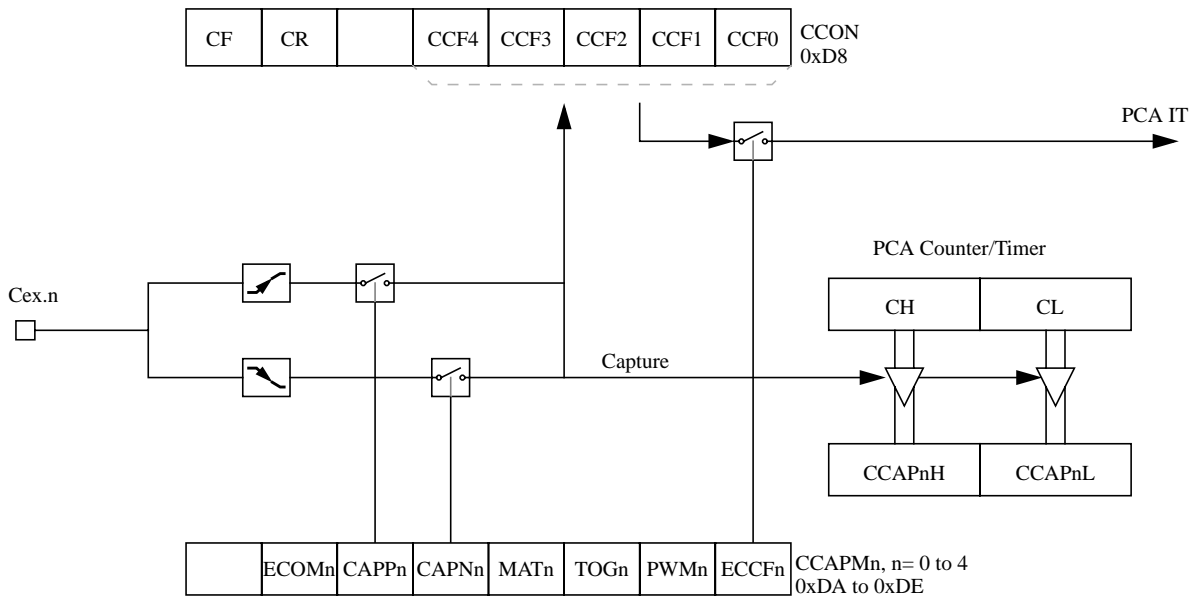 CF CR CCF4 CCF3 CCF2 CCF1 CCF0 CCON
0xD8
PCA IT
PCA Counter/Timer
Cex.n
CH CL
Capture
CCAPnH CCAPnL
ECOMn CAPPn CAPNn MATn TOGn PWMn ECCFn CCAPMn, n= 0 to 4
0xDA to 0xDE